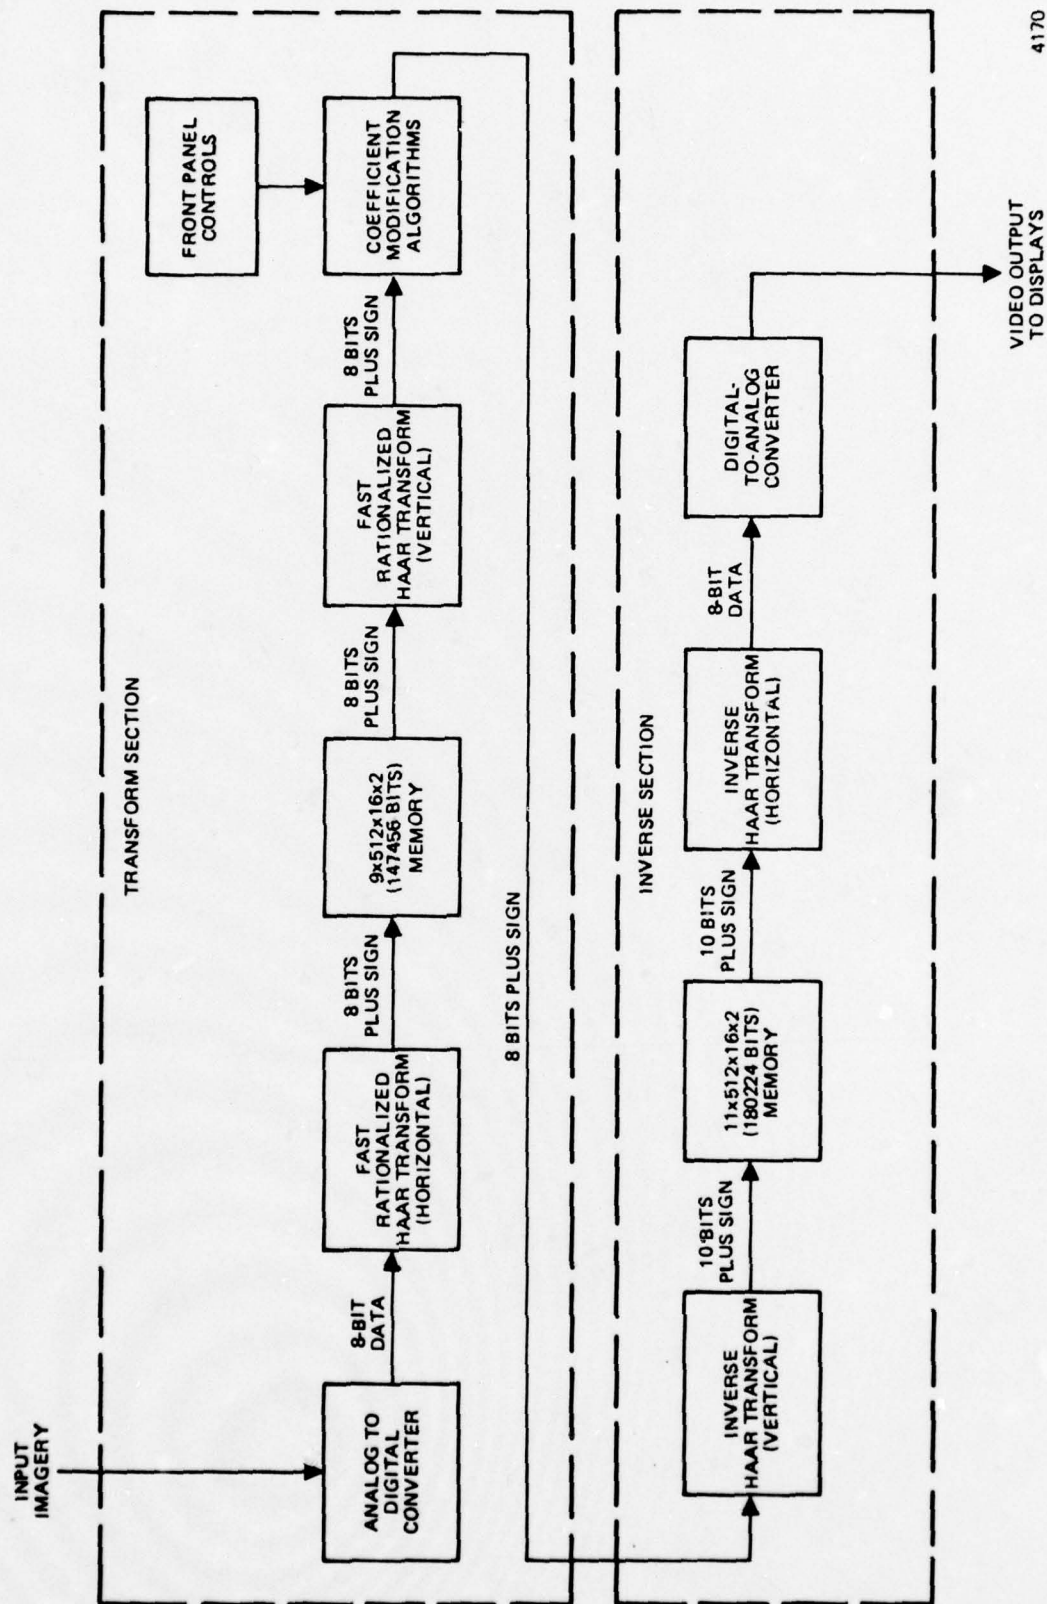 INPUT
IMAGERY
TRANSFORM SECTION
ANALOG TO
DIGITAL
CONVERTER
8-BIT
DATA
FAST
RATIONALIZED
HAAR TRANSFORM
(HORIZONTAL)
8 BITS
PLUS SIGN
9x512x16x2
(147456 BITS)
MEMORY
8 BITS
PLUS SIGN
FAST
RATIONALIZED
HAAR TRANSFORM
(VERTICAL)
8 BITS
PLUS SIGN
FRONT PANEL
CONTROLS
COEFFICIENT
MODIFICATION
ALGORITHMS
8 BITS PLUS SIGN
INVERSE SECTION
INVERSE
HAAR TRANSFORM
(VERTICAL)
10 BITS
PLUS SIGN
11x512x16x2
(180224 BITS)
MEMORY
10 BITS
PLUS SIGN
INVERSE
HAAR TRANSFORM
(HORIZONTAL)
8-BIT
DATA
DIGITAL-
TO-ANALOG
CONVERTER
VIDEO OUTPUT
TO DISPLAYS
4170